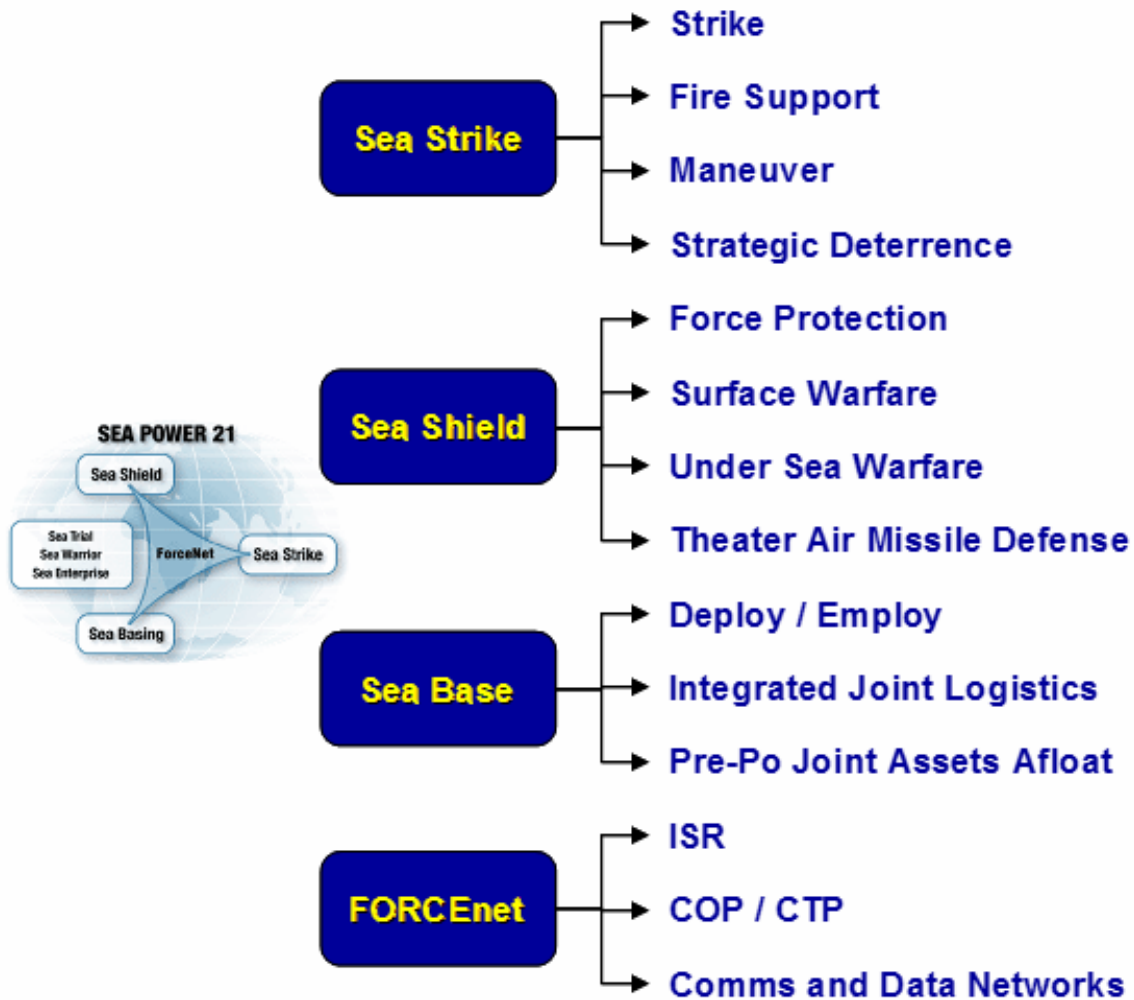 Sea Strike
Strike
Fire Support
Maneuver
Strategic Deterrence
Sea Shield
Force Protection
Surface Warfare
Under Sea Warfare
Theater Air Missile Defense
SEA POWER 21
Sea Shield
Sea Trial
Sea Warrior
Sea Enterprise
ForceNet
Sea Strike
Sea Basing
Sea Base
Deploy / Employ
Integrated Joint Logistics
Pre-Po Joint Assets Afloat
FORCEnet
ISR
COP / CTP
Comms and Data Networks